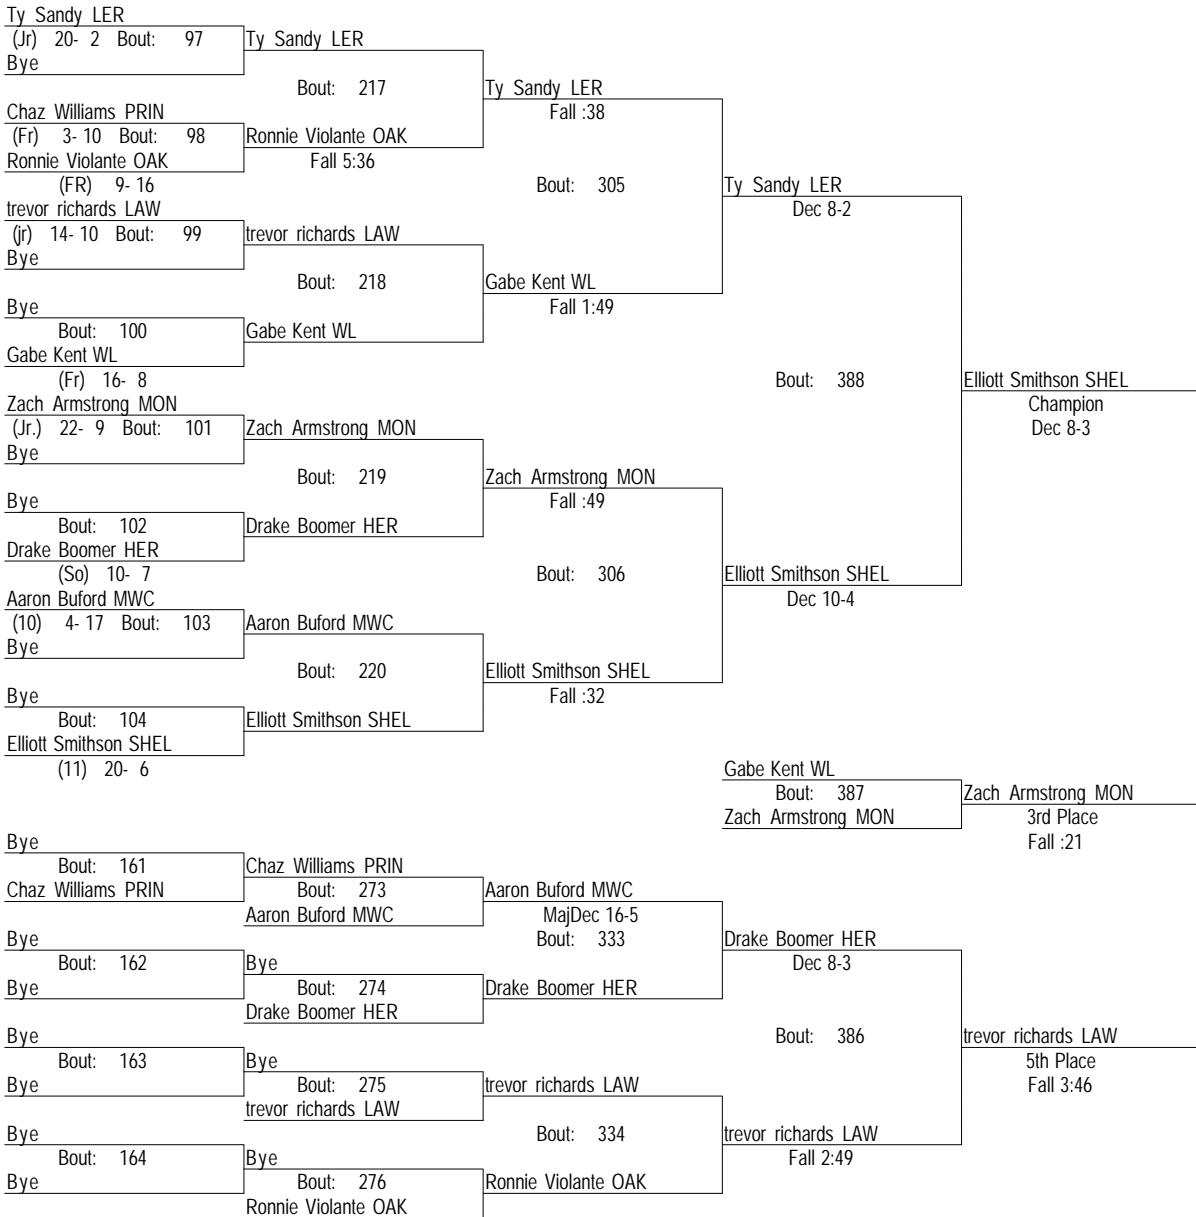 Ty Sandy LER
(Jr) 20- 2 Bout: 97 Ty Sandy LER
Bye
Bout: 217 Ty Sandy LER
Chaz Williams PRIN Fall :38
(Fr) 3- 10 Bout: 98 Ronnie Violante OAK
Ronnie Violante OAK Fall 5:36
(FR) 9- 16 Bout: 305 Ty Sandy LER
trevor richards LAW Dec 8-2
(jr) 14- 10 Bout: 99 trevor richards LAW
Bye
Bout: 218 Gabe Kent WL
Bye Fall 1:49
Bout: 100 Gabe Kent WL
Gabe Kent WL
(Fr) 16- 8 Bout: 388 Elliott Smithson SHEL
Zach Armstrong MON Champion
(Jr.) 22- 9 Bout: 101 Zach Armstrong MON Dec 8-3
Bye
Bout: 219 Zach Armstrong MON
Bye Fall :49
Bout: 102 Drake Boomer HER
Drake Boomer HER
(So) 10- 7 Bout: 306 Elliott Smithson SHEL
Aaron Buford MWC Dec 10-4
(10) 4- 17 Bout: 103 Aaron Buford MWC
Bye
Bout: 220 Elliott Smithson SHEL
Bye Fall :32
Bout: 104 Elliott Smithson SHEL
Elliott Smithson SHEL
(11) 20- 6 Gabe Kent WL
Bout: 387 Zach Armstrong MON
Zach Armstrong MON 3rd Place
Bye Fall :21
Bout: 161 Chaz Williams PRIN
Chaz Williams PRIN Bout: 273 Aaron Buford MWC
Aaron Buford MWC MajDec 16-5
Bye Bout: 333 Drake Boomer HER
Bout: 162 Bye Dec 8-3
Bye Bout: 274 Drake Boomer HER
Drake Boomer HER
Bye Bout: 386 trevor richards LAW
Bout: 163 Bye 5th Place
Bye Bout: 275 trevor richards LAW Fall 3:46
trevor richards LAW
Bye Bout: 334 trevor richards LAW
Bout: 164 Bye Fall 2:49
Bye Bout: 276 Ronnie Violante OAK
Ronnie Violante OAK